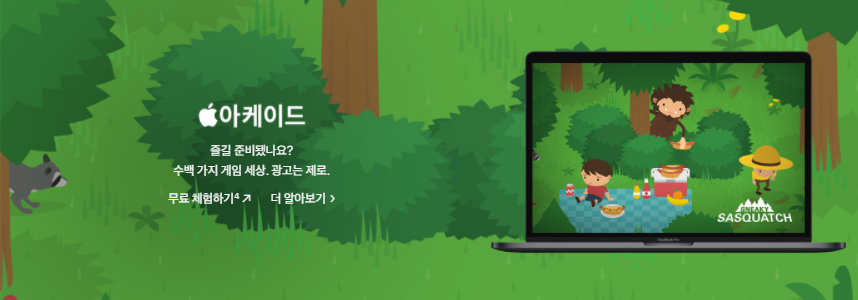 아케이드
즐길 준비됐나요?
수백 가지 게임 세상. 광고는 제로.
무료 체험하기⁴ ↗ 더 알아보기 ›
SNEAKY
SASQUATCH
MacBook Pro